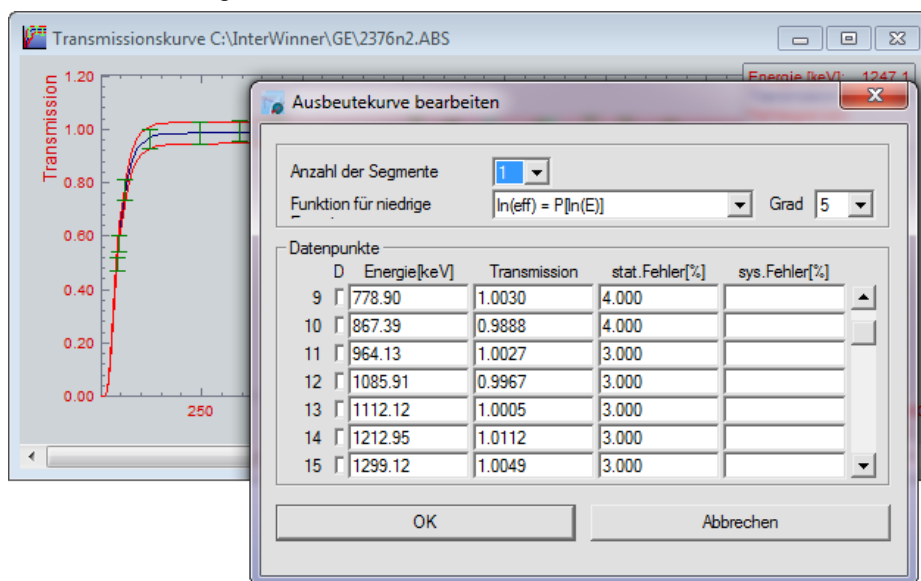 Transmissionskurve C:\InterWinner\GE\2376n2.ABS
Energie [keV]: 1247.1
Transmission
1.20
1.00
0.80
0.60
0.40
0.20
0.00
250
Ausbeutekurve bearbeiten
Anzahl der Segmente 1
Funktion für niedrige ln(eff) = P[ln(E)] Grad 5
Datenpunkte
D Energie[keV] Transmission stat.Fehler[%] sys.Fehler[%]
9 778.90 1.0030 4.000
10 867.39 0.9888 4.000
11 964.13 1.0027 3.000
12 1085.91 0.9967 3.000
13 1112.12 1.0005 3.000
14 1212.95 1.0112 3.000
15 1299.12 1.0049 3.000
OK Abbrechen